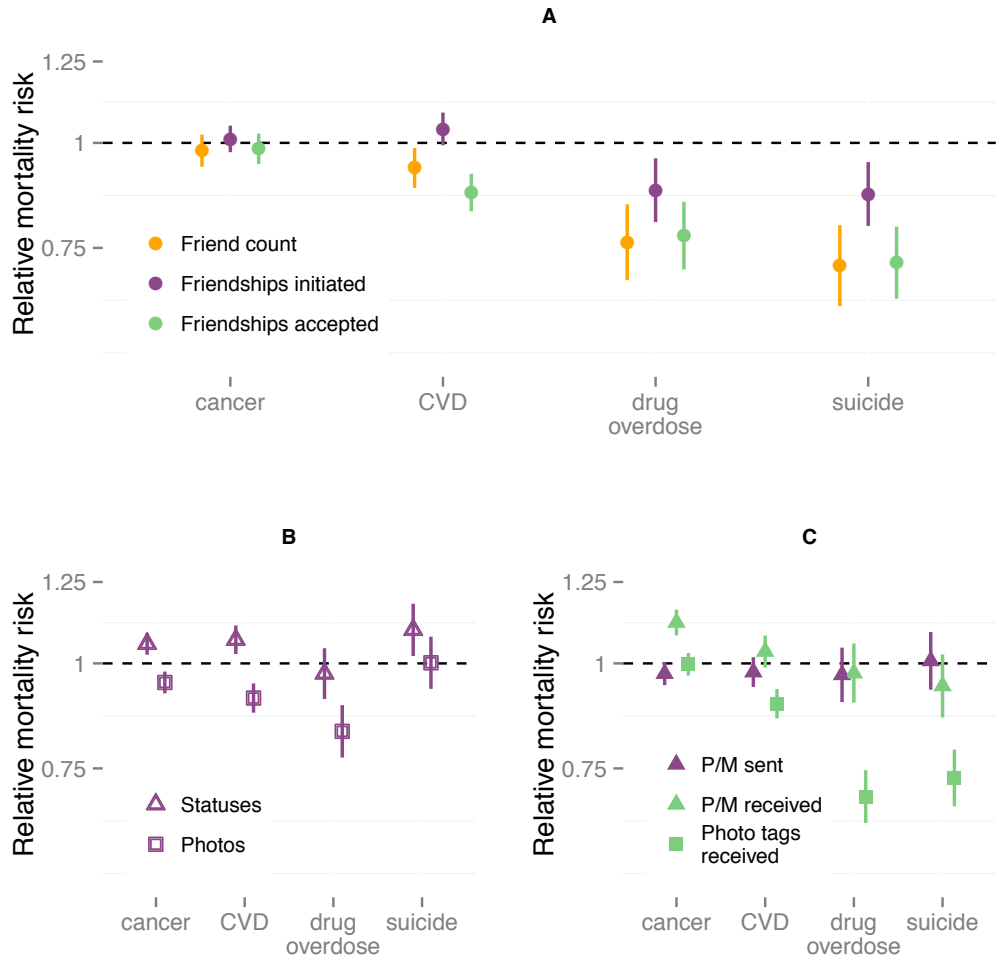 A
Relative mortality risk
1.25
1
0.75
Friend count
Friendships initiated
Friendships accepted
cancer
CVD
drug
overdose
suicide
B
Relative mortality risk
1.25
1
0.75
Statuses
Photos
cancer
CVD
drug
overdose
suicide
C
Relative mortality risk
1.25
1
0.75
P/M sent
P/M received
Photo tags
received
cancer
CVD
drug
overdose
suicide